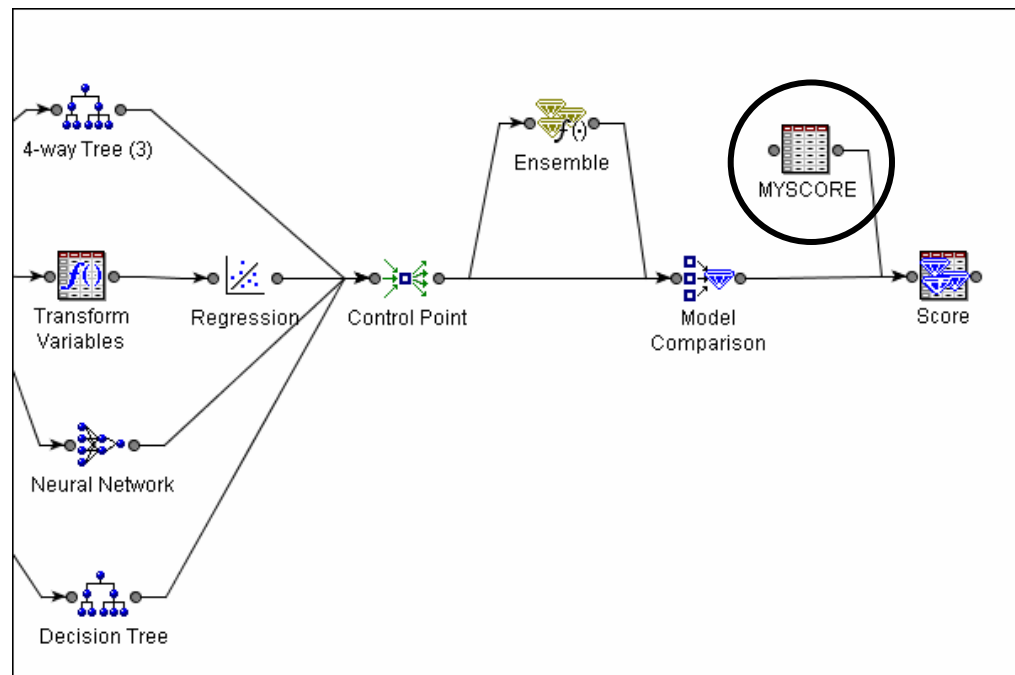 4-way Tree (3)
Ensemble
f(·)
MYSCORE
f()
Transform
Variables
Regression
Control Point
Model
Comparison
Score
Neural Network
Decision Tree